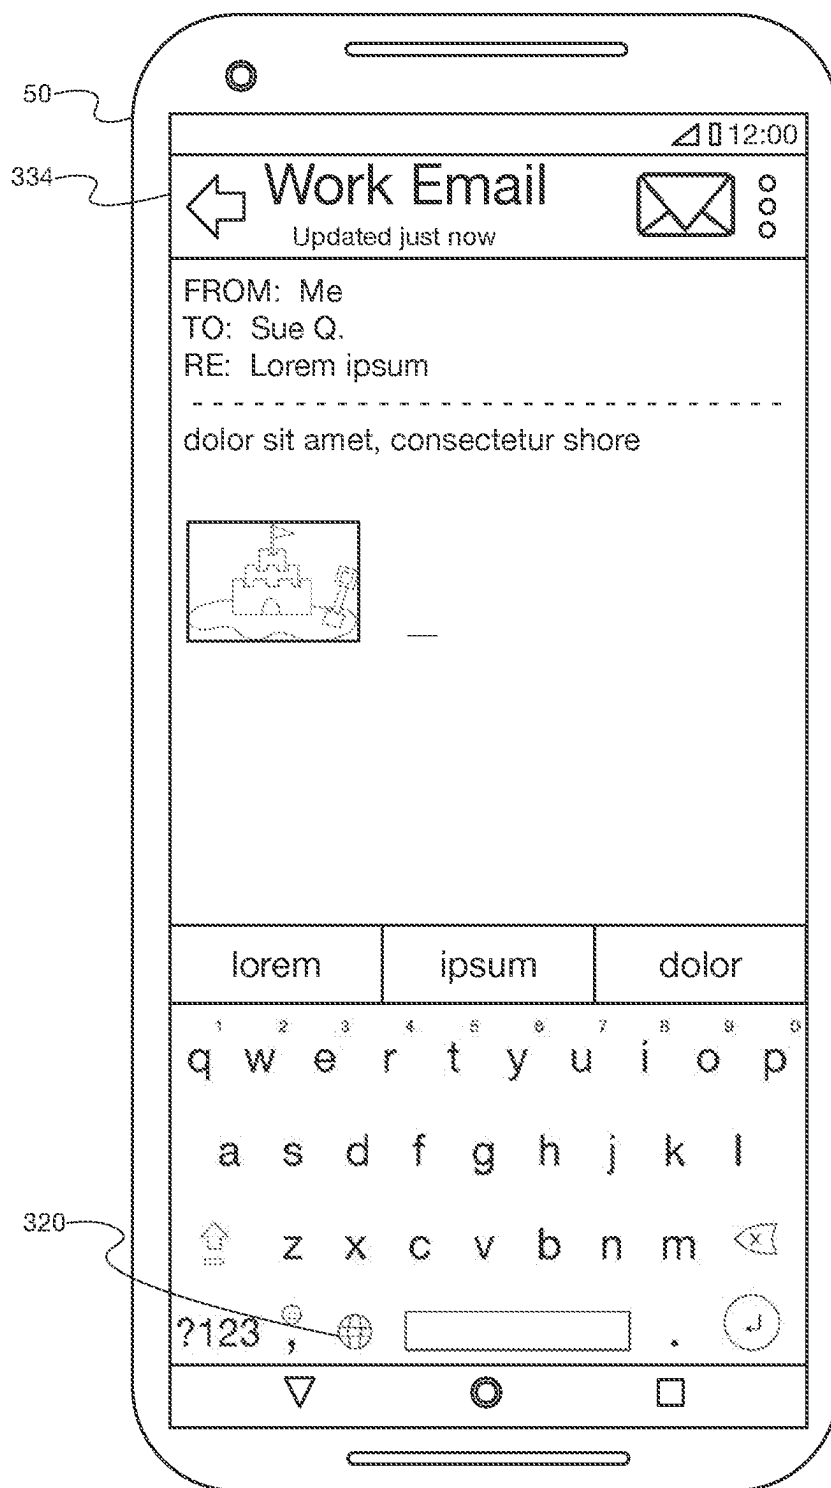 50
12:00
334
Work Email
Updated just now
FROM: Me
TO: Sue Q.
RE: Lorem ipsum
dolor sit amet, consectetur shore
lorem ipsum dolor
1 2 3 4 5 6 7 8 9 0
q w e r t y u i o p
a s d f g h j k l
320
z x c v b n m x
?123 , .